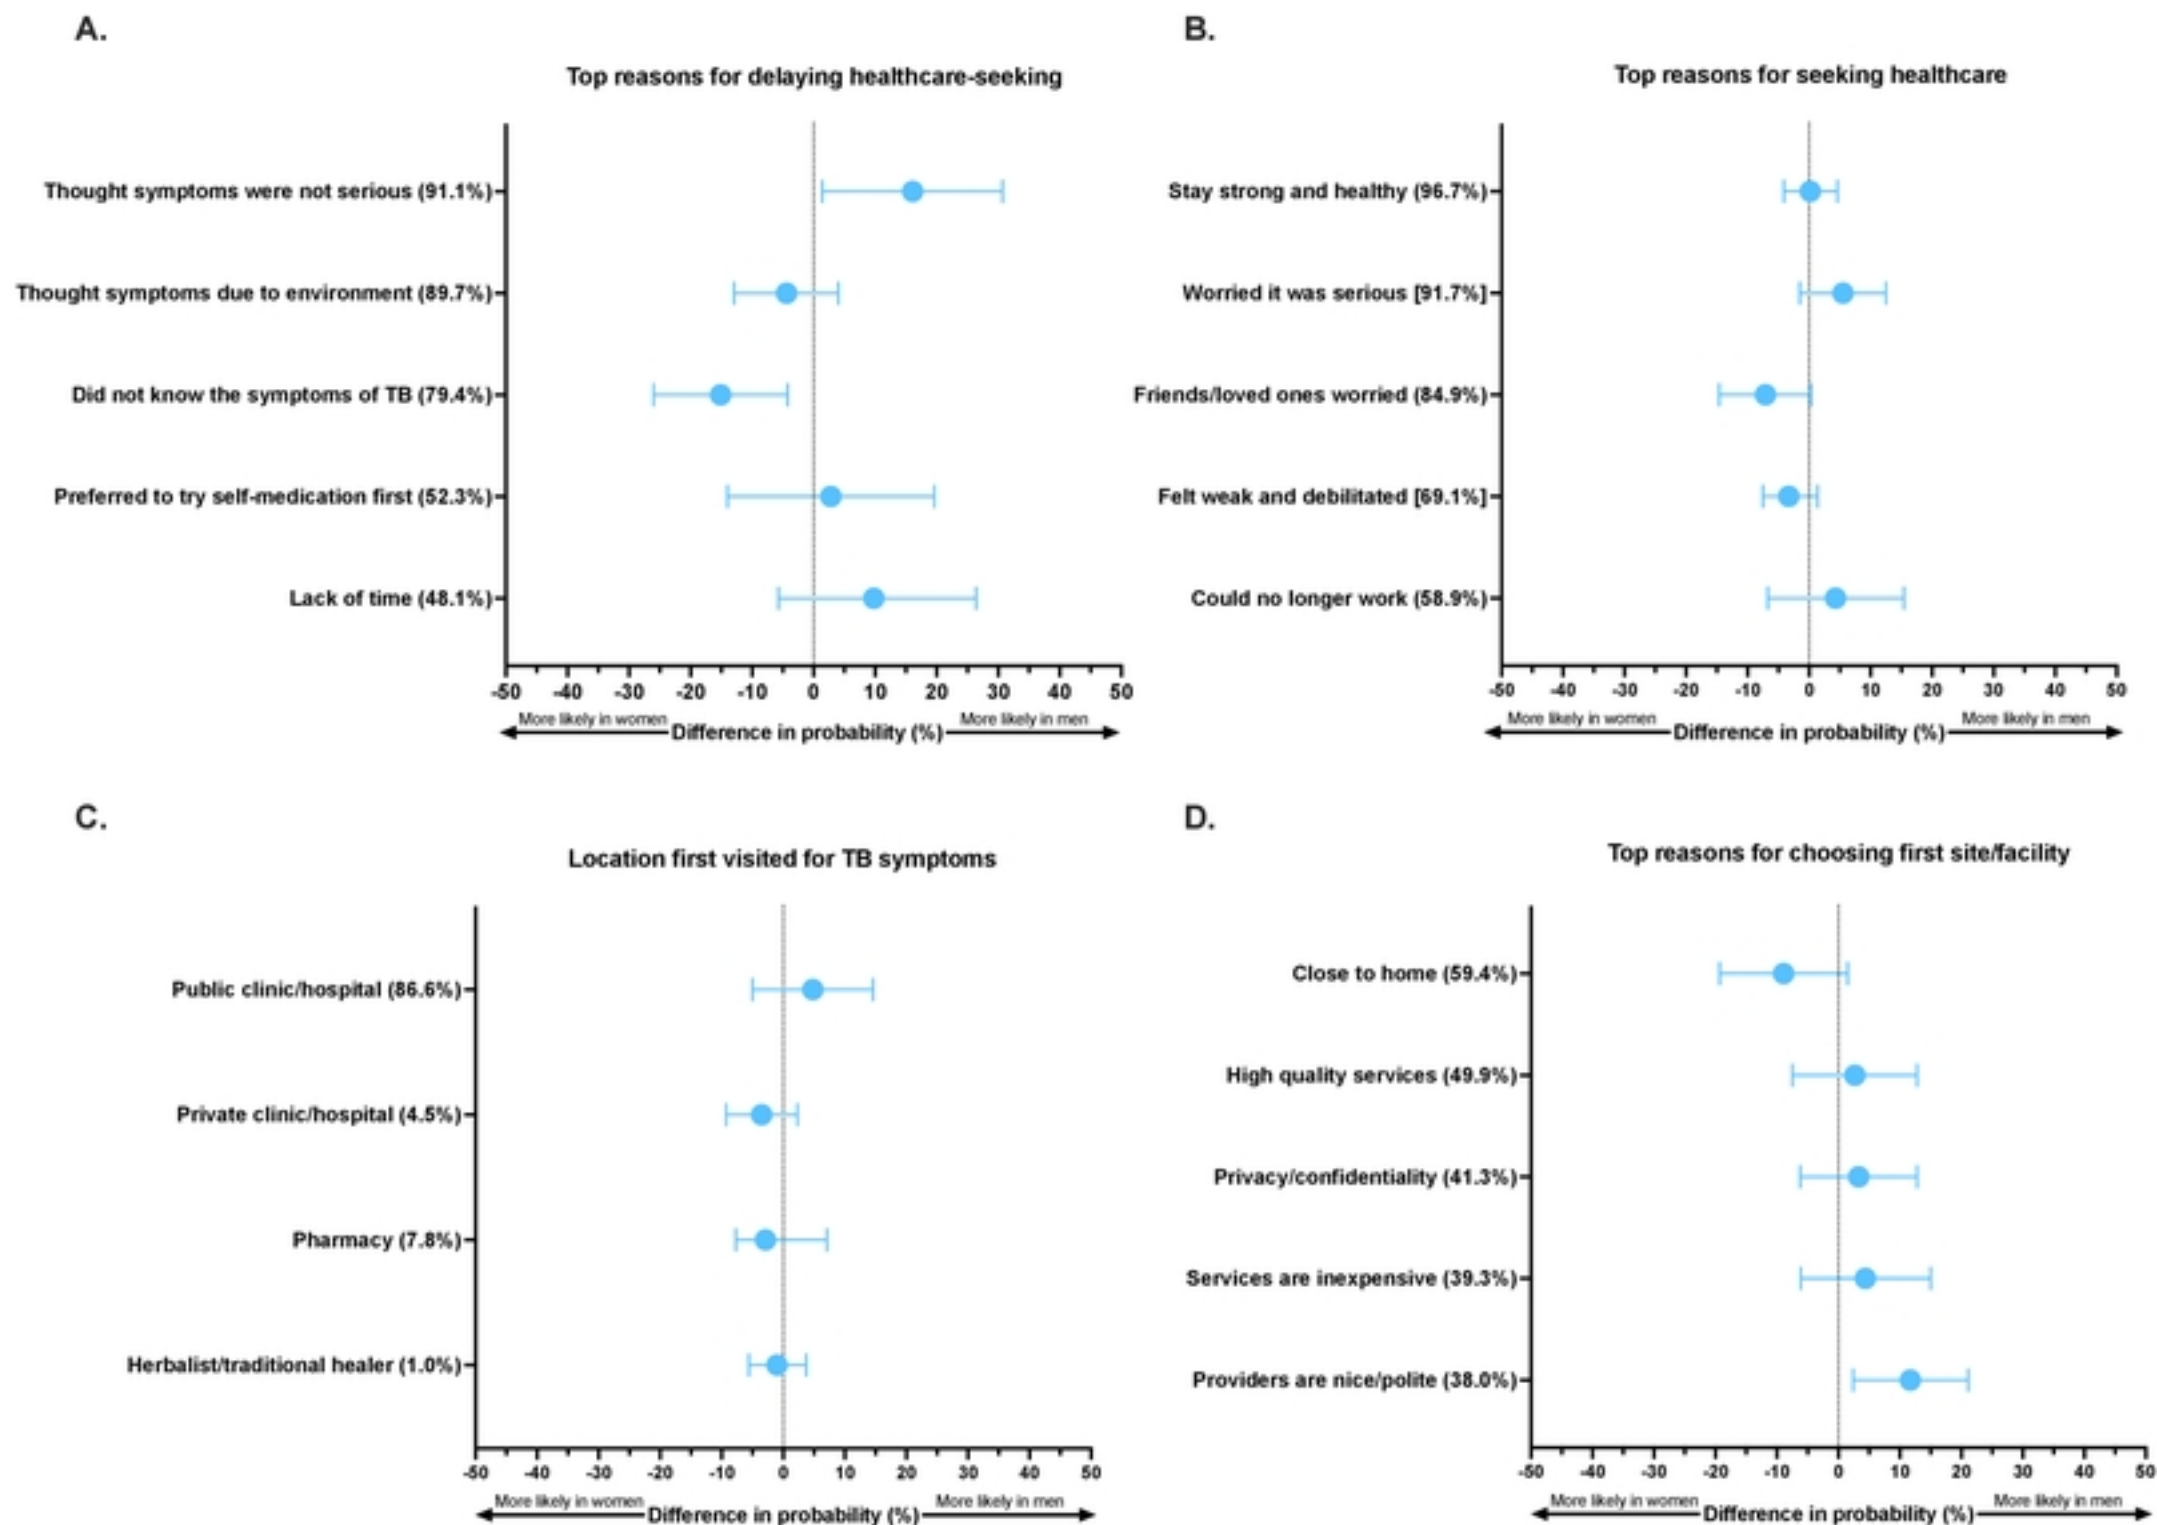 A.
Top reasons for delaying healthcare-seeking
Thought symptoms were not serious (91.1%)
Thought symptoms due to environment (89.7%)
Did not know the symptoms of TB (79.4%)
Preferred to try self-medication first (52.3%)
Lack of time (48.1%)
-50 -40 -30 -20 -10 0 10 20 30 40 50
More likely in women
Difference in probability (%)
More likely in men
B.
Top reasons for seeking healthcare
Stay strong and healthy (96.7%)
Worried it was serious [91.7%]
Friends/loved ones worried (84.9%)
Felt weak and debilitated [69.1%]
Could no longer work (58.9%)
-50 -40 -30 -20 -10 0 10 20 30 40 50
More likely in women
Difference in probability (%)
More likely in men
C.
Location first visited for TB symptoms
Public clinic/hospital (86.6%)
Private clinic/hospital (4.5%)
Pharmacy (7.8%)
Herbalist/traditional healer (1.0%)
-50 -40 -30 -20 -10 0 10 20 30 40 50
More likely in women
Difference in probability (%)
More likely in men
D.
Top reasons for choosing first site/facility
Close to home (59.4%)
High quality services (49.9%)
Privacy/confidentiality (41.3%)
Services are inexpensive (39.3%)
Providers are nice/polite (38.0%)
-50 -40 -30 -20 -10 0 10 20 30 40 50
More likely in women
Difference in probability (%)
More likely in men